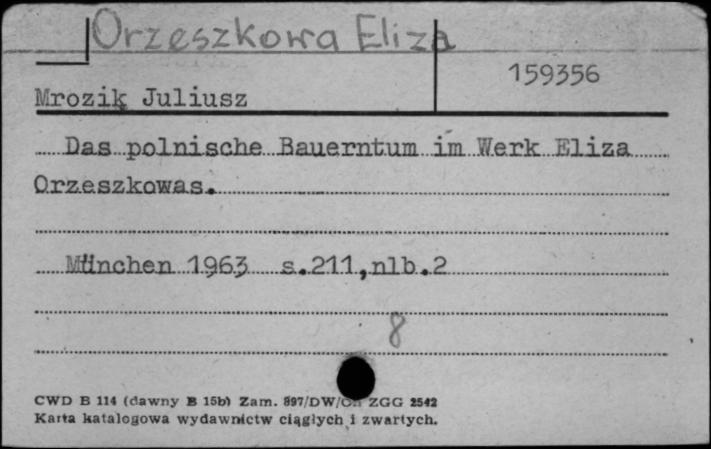 Orzeszkowa Eliza
159356
Mrozik Juliusz
Das polnische Bauerntum im Werk Eliza
Orzeszkowas.
München 1963 s.211,nlb.2
8
CWD B 114 (dawny B 15b) Zam. 897/DW/ ZGG 2542
Karta katalogowa wydawnictw ciągłych i zwartych.